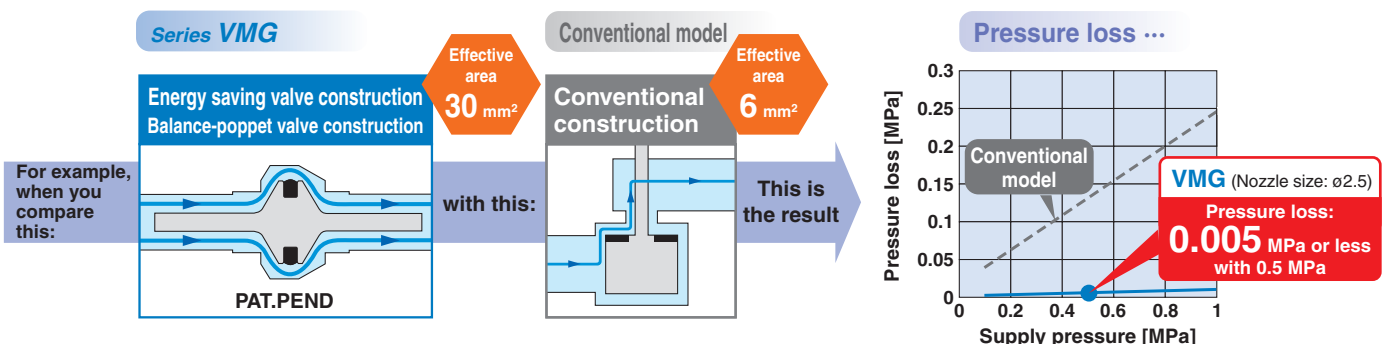 Series VMG
Energy saving valve construction
Balance-poppet valve construction
Effective
area
30 mm²
For example,
when you
compare
this:
PAT.PEND
with this:
Conventional model
Conventional
construction
Effective
area
6 mm²
This is
the result
Pressure loss ···
Pressure loss [MPa]
0.3
0.25
0.2
0.15
0.1
0.05
0
0 0.2 0.4 0.6 0.8 1
Supply pressure [MPa]
Conventional
model
VMG (Nozzle size: ø2.5)
Pressure loss:
0.005 MPa or less
with 0.5 MPa